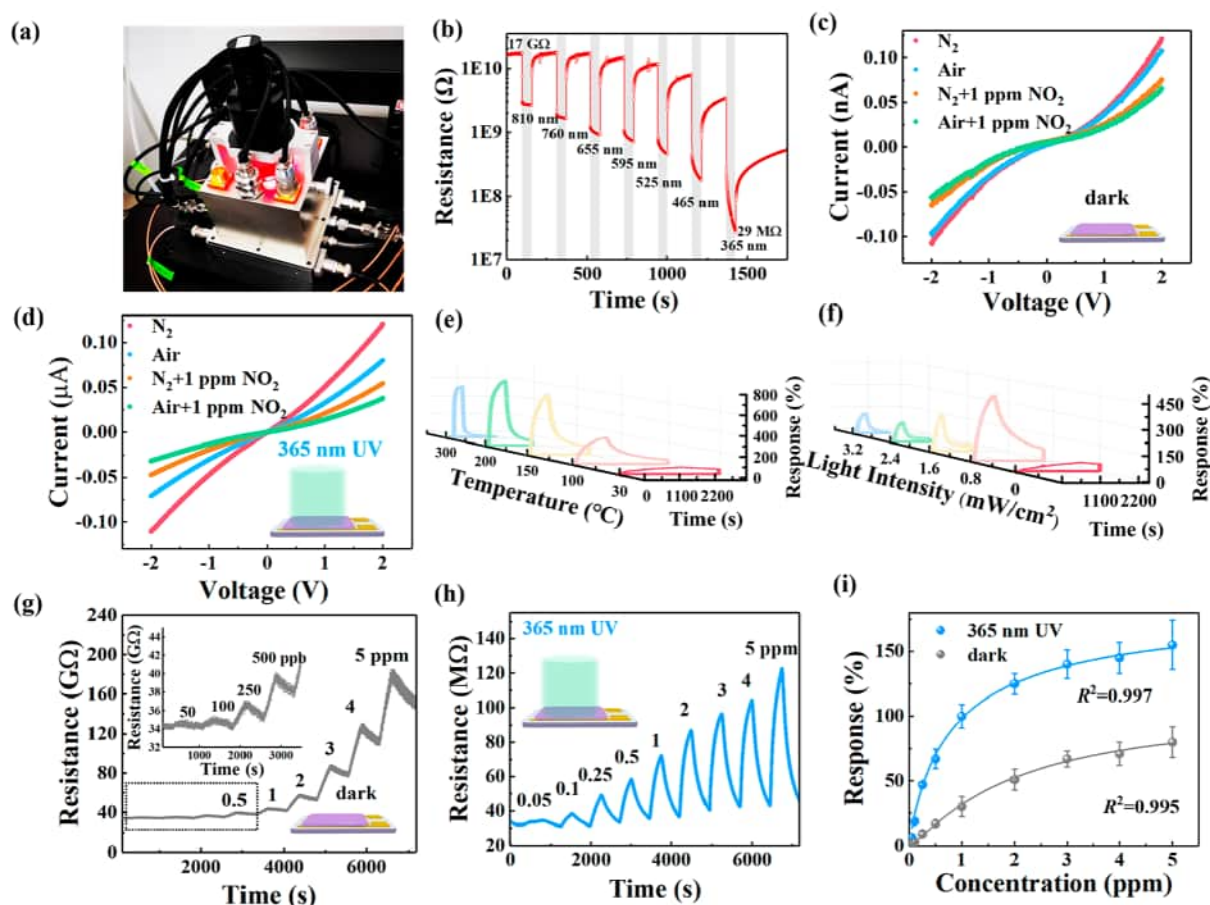 (a)
(b)
17 GΩ
1E10
1E9
1E8
1E7
810 nm
760 nm
655 nm
595 nm
525 nm
465 nm
29 MΩ
365 nm
0
500
1000
1500
Resistance (Ω)
Time (s)
(c)
N₂
Air
N₂+1 ppm NO₂
Air+1 ppm NO₂
dark
0.10
0.05
0.00
-0.05
-0.10
-2
-1
0
1
2
Current (nA)
Voltage (V)
(d)
N₂
Air
N₂+1 ppm NO₂
Air+1 ppm NO₂
365 nm UV
0.10
0.05
0.00
-0.05
-0.10
-2
-1
0
1
2
Current (μA)
Voltage (V)
(e)
800
600
400
200
0
Response (%)
300
200
150
100
30
Temperature (°C)
0
1100
2200
Time (s)
(f)
450
300
150
0
Response (%)
3.2
2.4
1.6
0.8
0
Light Intensity (mW/cm²)
1100
2200
Time (s)
(g)
240
200
160
120
80
40
0
Resistance (GΩ)
44
42
40
38
36
34
32
Resistance (GΩ)
50
100
250
500 ppb
0
1000
2000
3000
Time (s)
0.5
1
2
3
4
5 ppm
dark
0
2000
4000
6000
Time (s)
(h)
365 nm UV
140
120
100
80
60
40
20
Resistance (MΩ)
0.05
0.1
0.25
0.5
1
2
3
4
5 ppm
0
2000
4000
6000
Time (s)
(i)
365 nm UV
dark
R²=0.997
R²=0.995
150
100
50
0
Response (%)
0
1
2
3
4
5
Concentration (ppm)